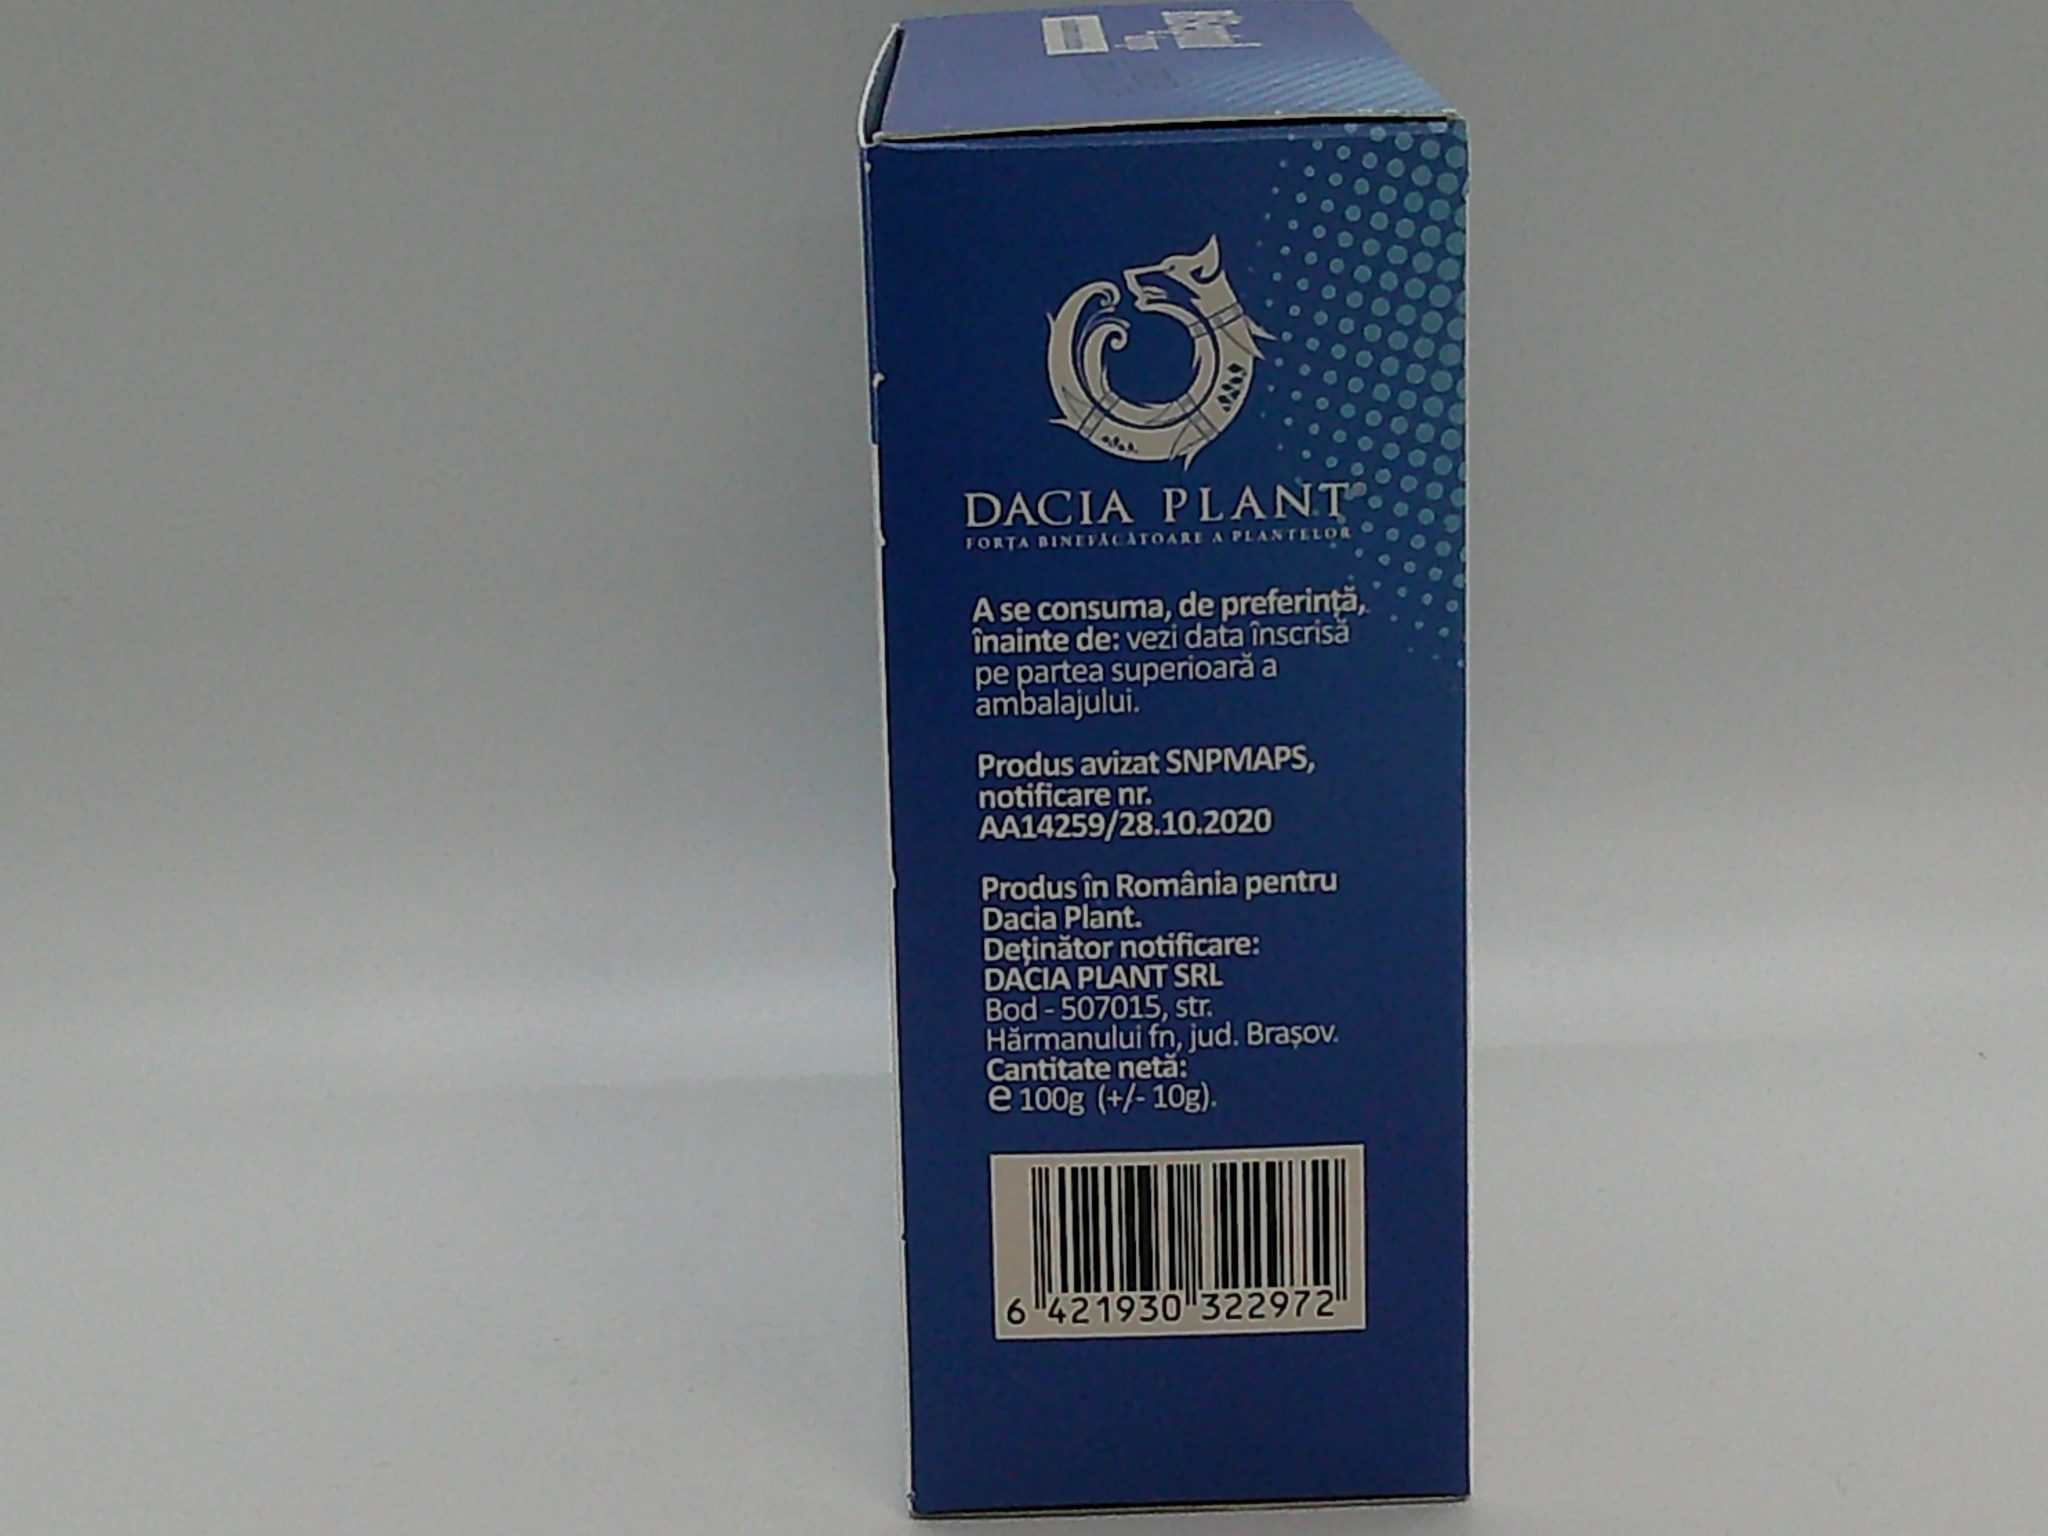 DACIA PLANT
FORȚA BINEFĂCĂTOARE A PLANTELOR
A se consuma, de preferință,
înainte de: vezi data înscrisă
pe partea superioară a
ambalajului.
Produs avizat SNPMAPS,
notificare nr.
AA14259/28.10.2020
Produs în România pentru
Dacia Plant.
Deținător notificare:
DACIA PLANT SRL
Bod - 507015, str.
Hărmanului fn, jud. Brașov.
Cantitate netă:
℮ 100g (+/- 10g).
6 421930 322972